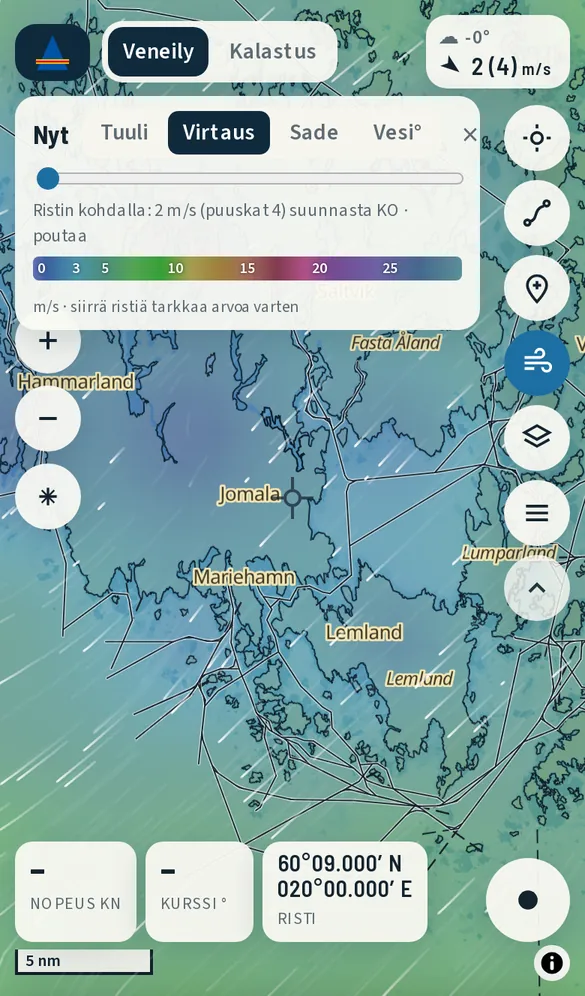 Veneily Kalastus
-0°
2 (4) m/s
Nyt Tuuli Virtaus Sade Vesi° ×
Ristin kohdalla: 2 m/s (puuskat 4) suunnasta KO ·
poutaa
0 3 5 10 15 20 25
Saltvik
m/s · siirrä ristiä tarkkaa arvoa varten
+
Fasta Åland
V
Hammarland
−
Jomala
Lumparland
Mariehamn
Lemland
Lemland
– – 60°09.000′ N
020°00.000′ E
NOPEUS KN KURSSI ° RISTI
5 nm